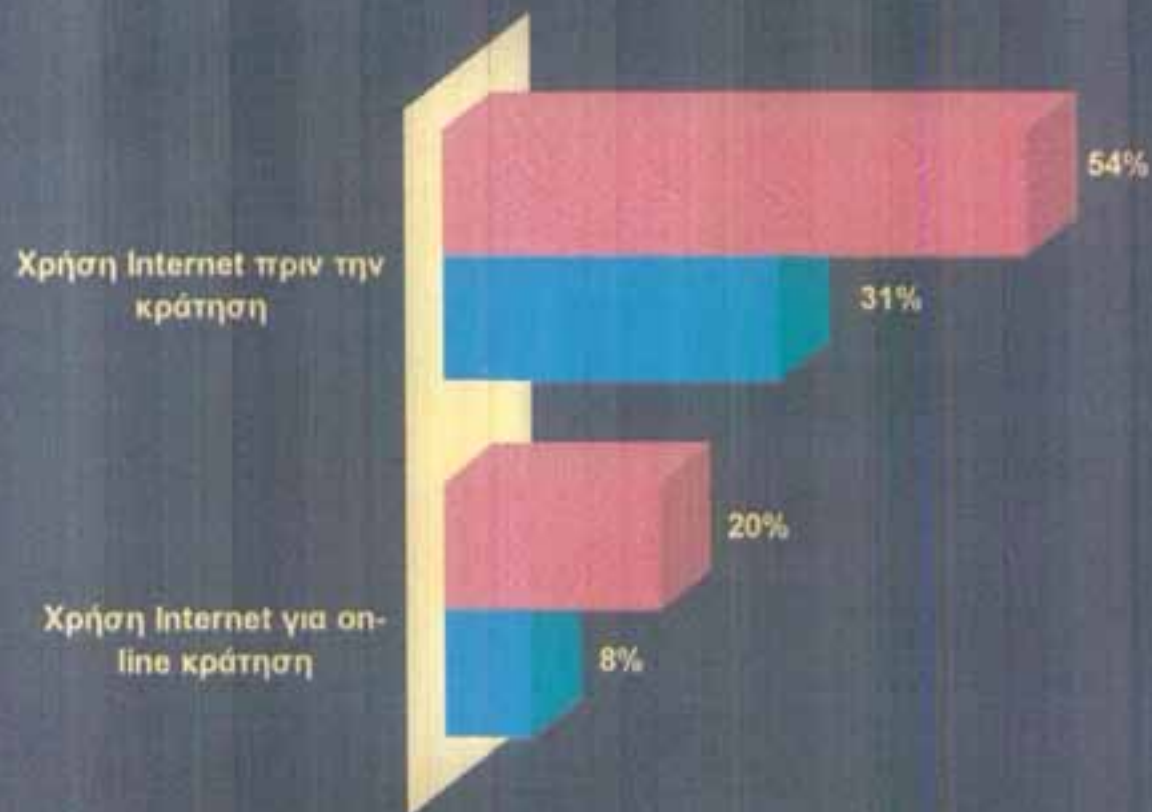 54%
Χρήση Internet πριν την
κράτηση
31%
20%
Χρήση Internet για on-
line κράτηση
8%